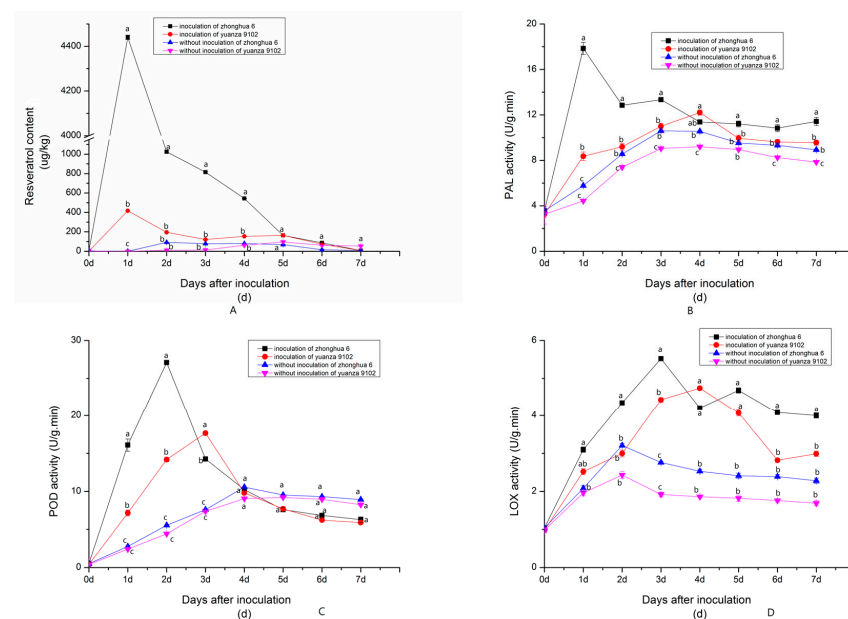 inoculation of zhonghua 6
inoculation of yuanza 9102
without inoculation of zhonghua 6
without inoculation of yuanza 9102
Resveratrol content
(ug/kg)
4400
4200
4000
1000
800
600
400
200
0
a
a
a
a
a
a
a
b
b
b
b
c
b
b
b
a
0d 1d 2d 3d 4d 5d 6d 7d
Days after inoculation
(d)
A
inoculation of zhonghua 6
inoculation of yuanza 9102
without inoculation of zhonghua 6
without inoculation of yuanza 9102
PAL activity (U/g.min)
20
16
12
8
4
0
a
a
a
a
a
a
a
b
b
b
ab
b
b
b
c
b
b
b
c
c
c
c
b
c
c
0d 1d 2d 3d 4d 5d 6d 7d
Days after inoculation
(d)
B
inoculation of zhonghua 6
inoculation of yuanza 9102
without inoculation of zhonghua 6
without inoculation of yuanza 9102
POD activity (U/g.min)
30
20
10
0
a
a
a
b
a
a
a
a
b
b
c
c
c
a
a
a
a
a
c
c
c
a
0d 1d 2d 3d 4d 5d 6d 7d
Days after inoculation
(d)
C
inoculation of zhonghua 6
inoculation of yuanza 9102
without inoculation of zhonghua 6
without inoculation of yuanza 9102
LOX activity (U/g.min)
6
4
2
0
a
a
a
a
a
a
a
ab
b
b
a
a
a
a
b
a
c
b
b
b
b
b
b
c
b
b
b
b
0d 1d 2d 3d 4d 5d 6d 7d
Days after inoculation
(d)
D